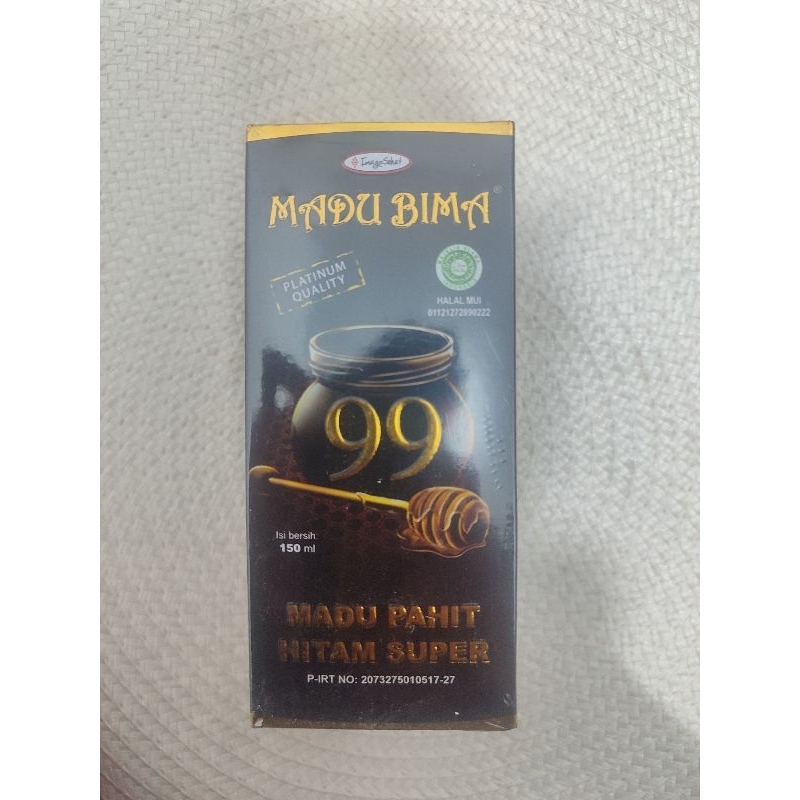 ImageSehat
MADU BIMA®
PLATINUM
QUALITY
HALAL MUI
01121272890222
99
Isi bersih:
150 ml
MADU PAHIT
HITAM SUPER
P-IRT NO: 2073275010517-27